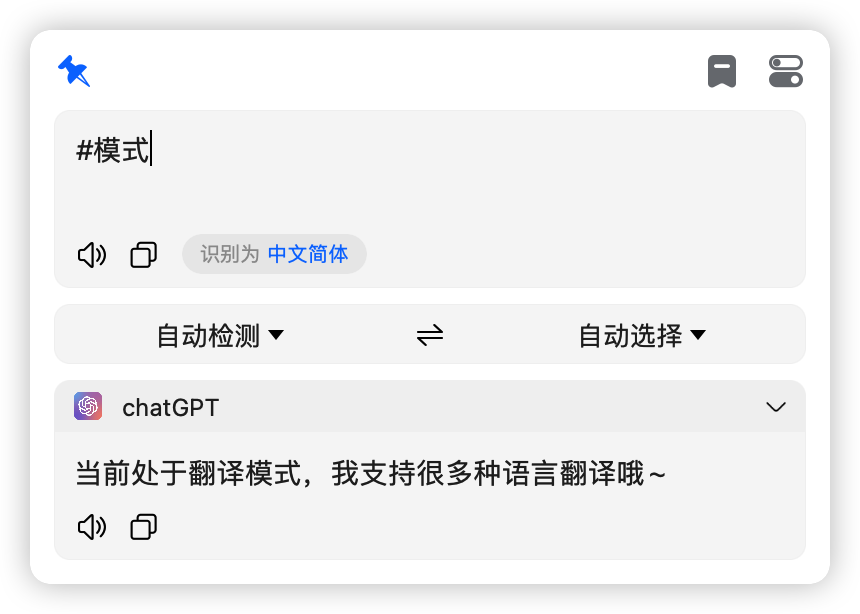 #模式
识别为 中文简体
自动检测
自动选择
chatGPT
当前处于翻译模式，我支持很多种语言翻译哦~